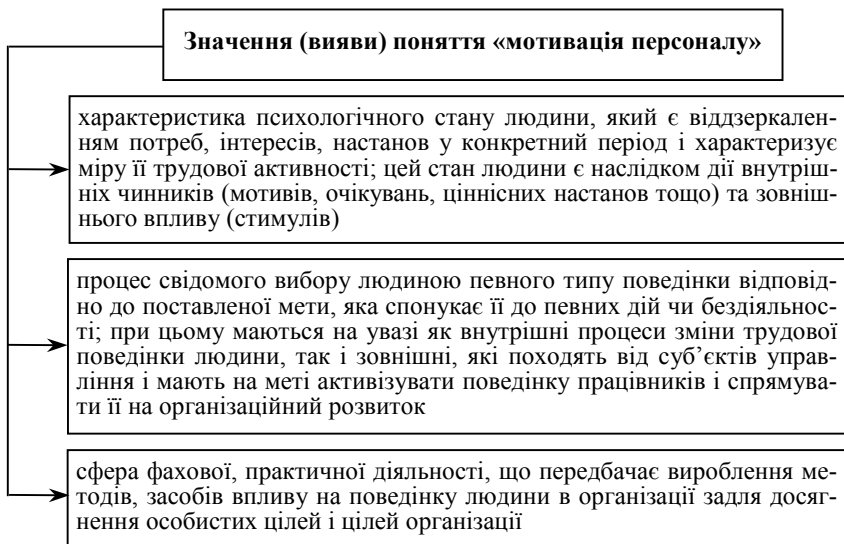 Значення (вияви) поняття «мотивація персоналу»
характеристика психологічного стану людини, який є віддзеркален-
ням потреб, інтересів, настанов у конкретний період і характеризує
міру її трудової активності; цей стан людини є наслідком дії внутріш-
ніх чинників (мотивів, очікувань, ціннісних настанов тощо) та зовніш-
нього впливу (стимулів)
процес свідомого вибору людиною певного типу поведінки відповід-
но до поставленої мети, яка спонукає її до певних дій чи бездіяльнос-
ті; при цьому маються на увазі як внутрішні процеси зміни трудової
поведінки людини, так і зовнішні, які походять від суб’єктів управ-
ління і мають на меті активізувати поведінку працівників і спрямува-
ти її на організаційний розвиток
сфера фахової, практичної діяльності, що передбачає вироблення ме-
тодів, засобів впливу на поведінку людини в організації задля досяг-
нення особистих цілей і цілей організації